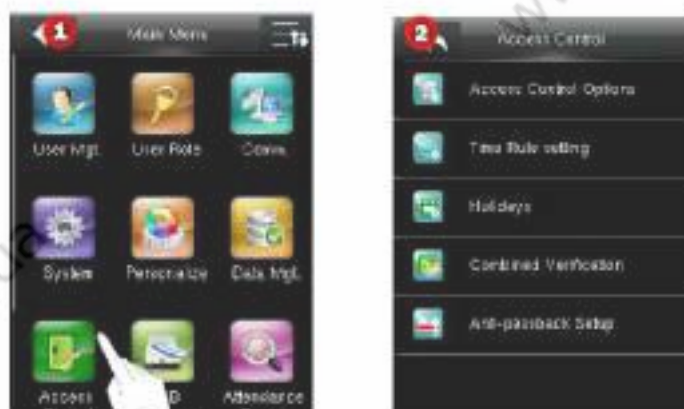 1
Main Menu
User Mgt.
User Role
Comm.
System
Personalize
Data Mgt.
Access
B
Attendance
2
Access Control
Access Control Options
Time Rule setting
Holidays
Combined Verification
Anti-passback Setup